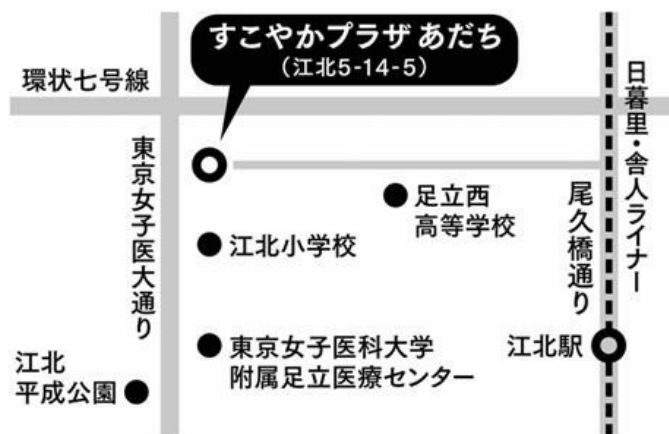 すこやかプラザ あだち
（江北5-14-5）
環状七号線
日暮里・舎人ライナー
東京女子医大通り
足立西
高等学校
尾久橋通り
江北小学校
東京女子医科大学
附属足立医療センター
江北駅
江北
平成公園